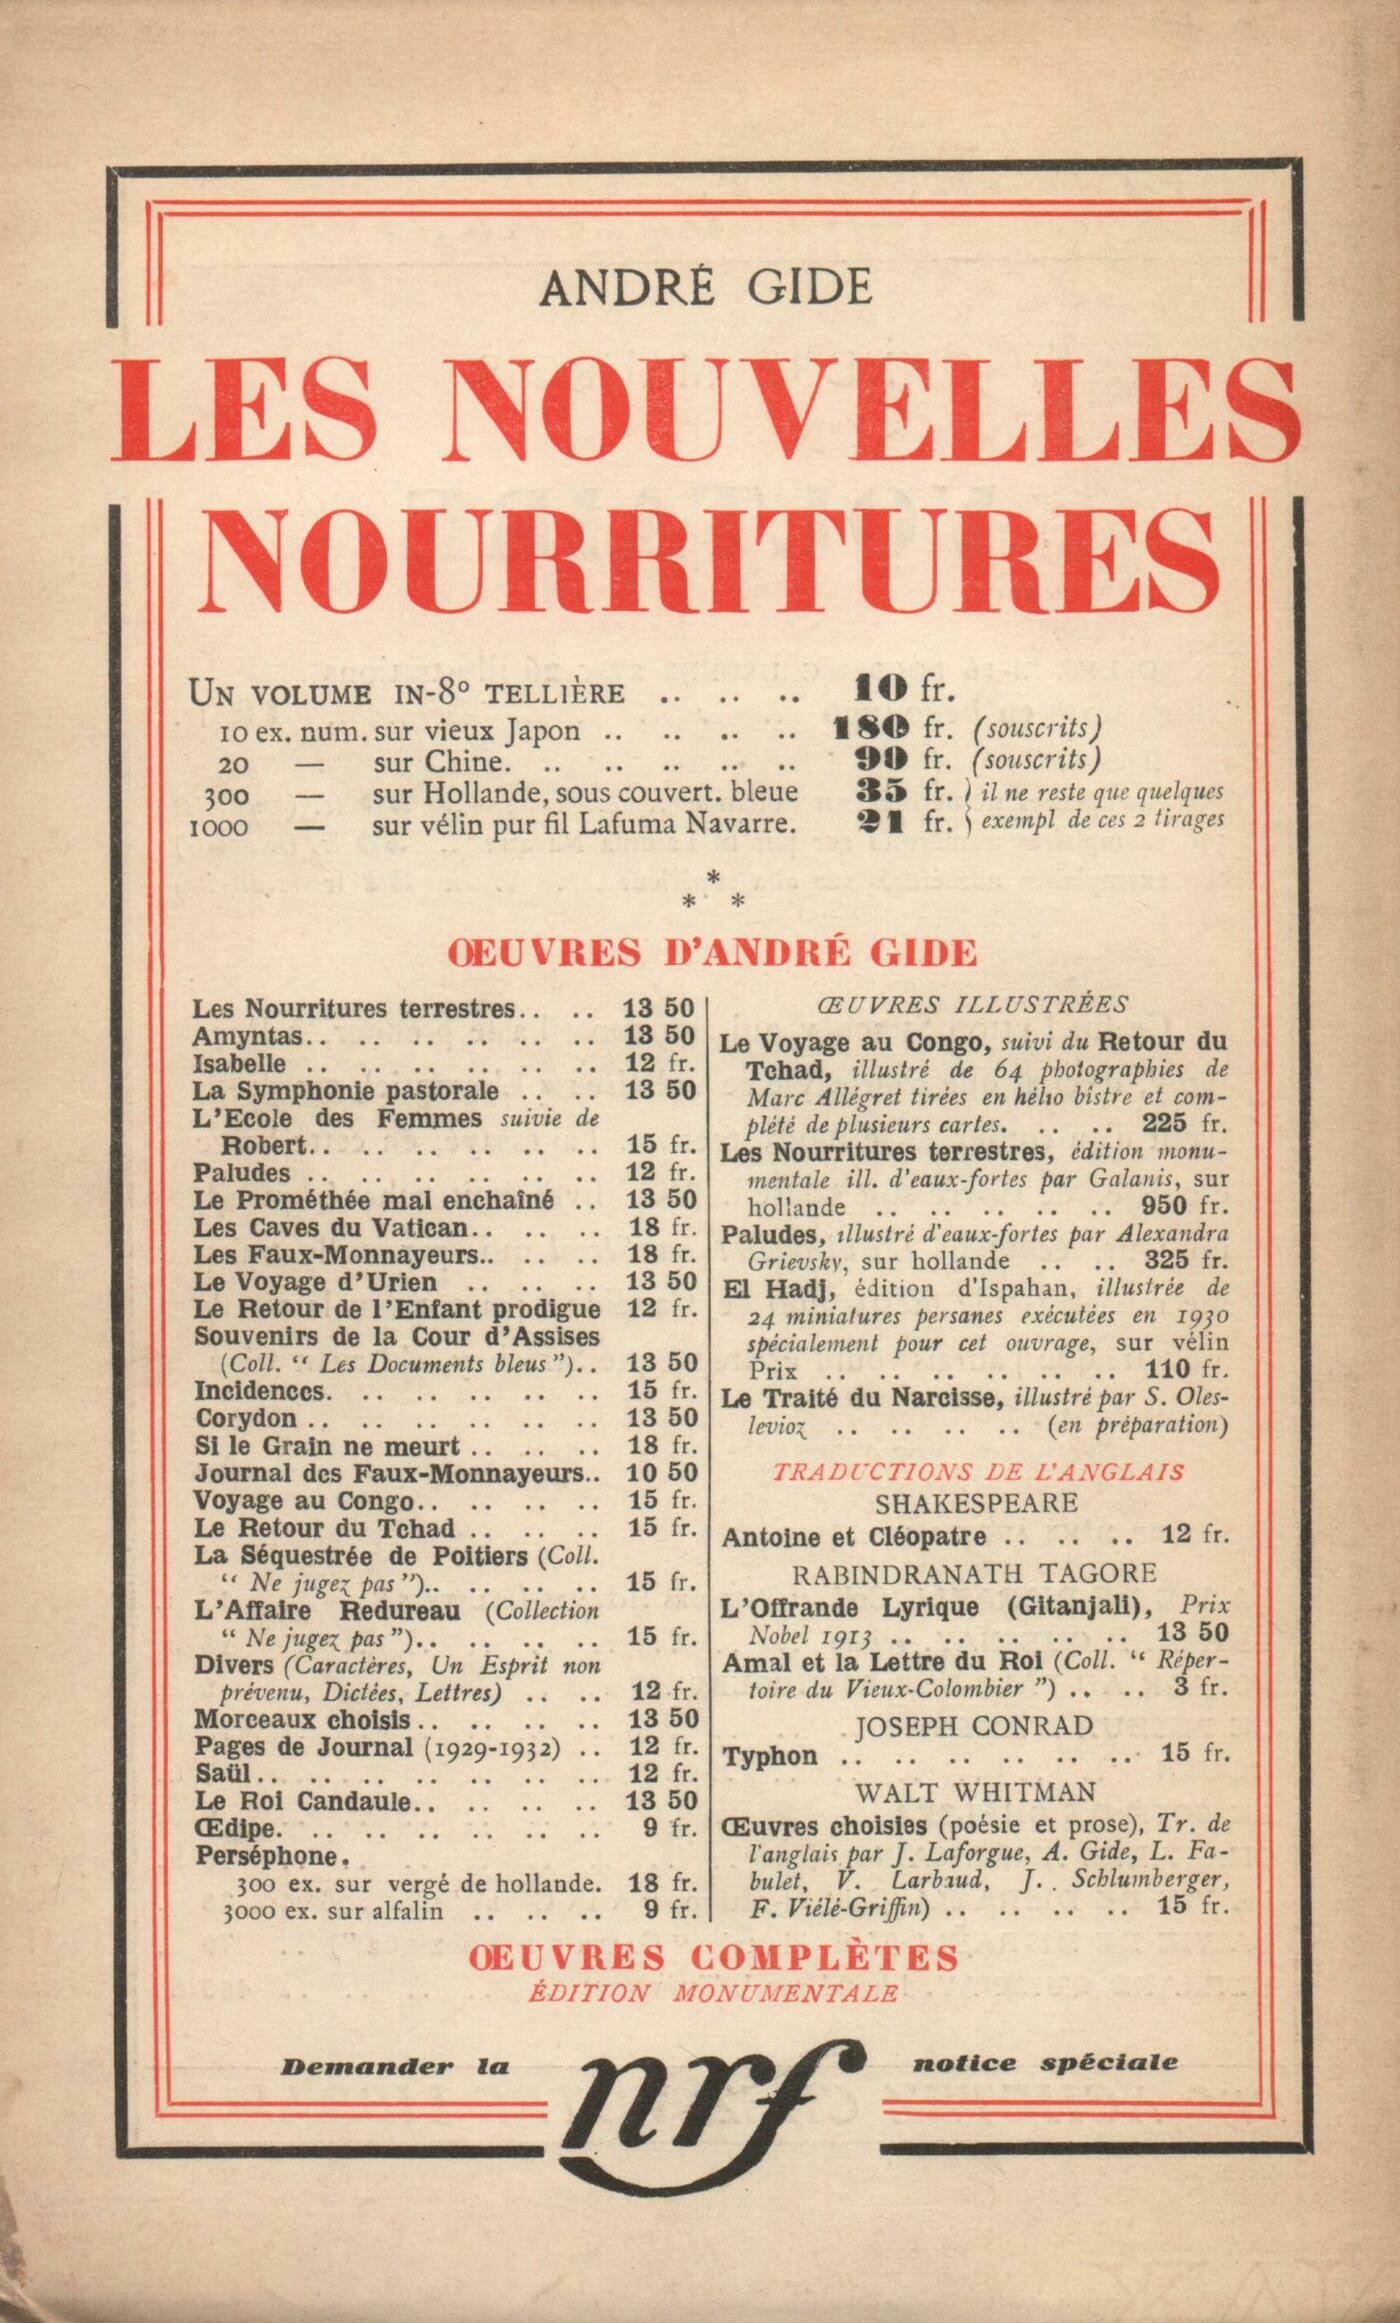 ANDRÉ GIDE
LES NOUVELLES
NOURRITURES
UN VOLUME IN-8º TELLIÈRE .. .. .. 10 fr.
10 ex. num. sur vieux Japon .. .. .. .. 180 fr. (souscrits)
20 — sur Chine. .. .. .. .. .. 90 fr. (souscrits)
300 — sur Hollande, sous couvert. bleue 35 fr. } il ne reste que quelques
1000 — sur vélin pur fil Lafuma Navarre. 21 fr. } exempl de ces 2 tirages
*
* *
ŒUVRES D'ANDRÉ GIDE
Les Nourritures terrestres.. .. 13 50
Amyntas.. .. .. .. .. .. 13 50
Isabelle .. .. .. .. .. .. 12 fr.
La Symphonie pastorale .. .. 13 50
L'Ecole des Femmes suivie de
Robert.. .. .. .. .. .. 15 fr.
Paludes .. .. .. .. .. .. 12 fr.
Le Prométhée mal enchaîné .. 13 50
Les Caves du Vatican.. .. .. 18 fr.
Les Faux-Monnayeurs.. .. .. 18 fr.
Le Voyage d'Urien .. .. .. 13 50
Le Retour de l'Enfant prodigue 12 fr.
Souvenirs de la Cour d'Assises
(Coll. “ Les Documents bleus ”).. 13 50
Incidences. .. .. .. .. .. 15 fr.
Corydon .. .. .. .. .. .. 13 50
Si le Grain ne meurt .. .. .. 18 fr.
Journal des Faux-Monnayeurs.. 10 50
Voyage au Congo.. .. .. .. 15 fr.
Le Retour du Tchad .. .. .. 15 fr.
La Séquestrée de Poitiers (Coll.
“ Ne jugez pas ”).. .. .. .. 15 fr.
L'Affaire Redureau (Collection
“ Ne jugez pas ”).. .. .. .. 15 fr.
Divers (Caractères, Un Esprit non
prévenu, Dictées, Lettres) .. .. 12 fr.
Morceaux choisis .. .. .. .. 13 50
Pages de Journal (1929-1932) .. 12 fr.
Saül .. .. .. .. .. .. .. 12 fr.
Le Roi Candaule.. .. .. .. 13 50
Œdipe. .. .. .. .. .. .. 9 fr.
Perséphone.
300 ex. sur vergé de hollande. 18 fr.
3000 ex. sur alfalin .. .. .. 9 fr.
ŒUVRES ILLUSTRÉES
Le Voyage au Congo, suivi du Retour du
Tchad, illustré de 64 photographies de
Marc Allégret tirées en hélio bistre et com-
plété de plusieurs cartes. .. .. 225 fr.
Les Nourritures terrestres, édition monu-
mentale ill. d'eaux-fortes par Galanis, sur
hollande .. .. .. .. .. 950 fr.
Paludes, illustré d'eaux-fortes par Alexandra
Grievsky, sur hollande .. .. 325 fr.
El Hadj, édition d'Ispahan, illustrée de
24 miniatures persanes exécutées en 1930
spécialement pour cet ouvrage, sur vélin
Prix .. .. .. .. .. .. 110 fr.
Le Traité du Narcisse, illustré par S. Oles-
levioz .. .. .. .. (en préparation)
TRADUCTIONS DE L'ANGLAIS
SHAKESPEARE
Antoine et Cléopatre .. .. .. 12 fr.
RABINDRANATH TAGORE
L'Offrande Lyrique (Gitanjali), Prix
Nobel 1913 .. .. .. .. .. 13 50
Amal et la Lettre du Roi (Coll. “ Réper-
toire du Vieux-Colombier ”) .. .. 3 fr.
JOSEPH CONRAD
Typhon .. .. .. .. .. .. 15 fr.
WALT WHITMAN
Œuvres choisies (poésie et prose), Tr. de
l'anglais par J. Laforgue, A. Gide, L. Fa-
bulet, V. Larbaud, J. Schlumberger,
F. Viélé-Griffin) .. .. .. .. 15 fr.
ŒUVRES COMPLÈTES
ÉDITION MONUMENTALE
Demander la nrf notice spéciale